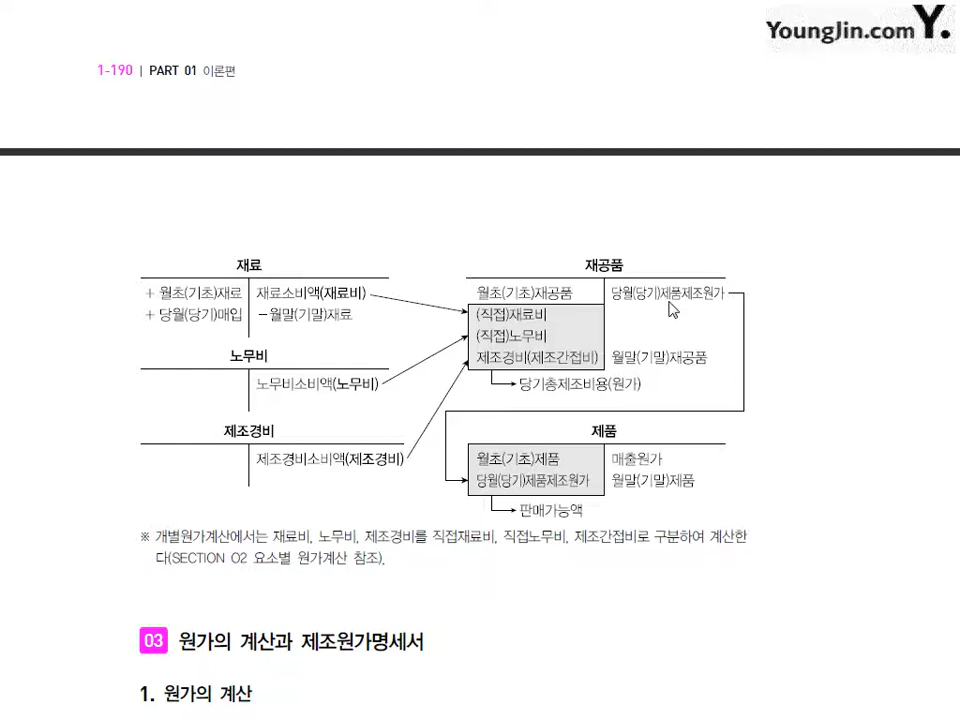 YoungJin.com Y.
1-190 | PART 01 이론편
재료
+ 월초(기초)재료 재료소비액(재료비)
+ 당월(당기)매입 －월말(기말)재료
노무비
노무비소비액(노무비)
제조경비
제조경비소비액(제조경비)
재공품
월초(기초)재공품 당월(당기)제품제조원가
(직접)재료비
(직접)노무비
제조경비(제조간접비) 월말(기말)재공품
당기총제조비용(원가)
제품
월초(기초)제품 매출원가
당월(당기)제품제조원가 월말(기말)제품
판매가능액
※ 개별원가계산에서는 재료비, 노무비, 제조경비를 직접재료비, 직접노무비, 제조간접비로 구분하여 계산한
다(SECTION 02 요소별 원가계산 참조).
03 원가의 계산과 제조원가명세서
1. 원가의 계산